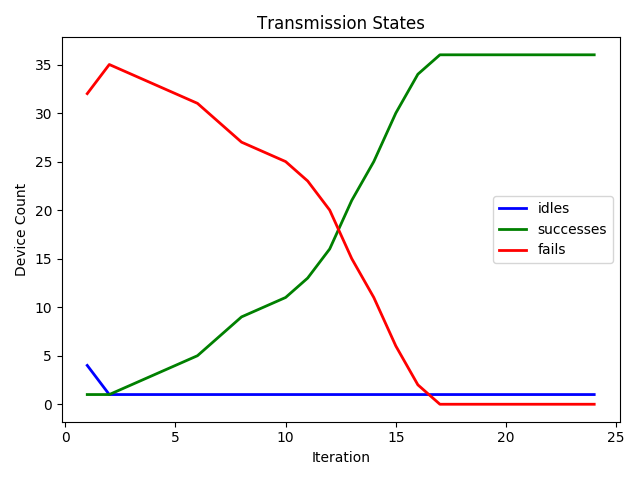 Transmission States
Device Count
35
30
25
20
15
10
5
0
idles
successes
fails
0 5 10 15 20 25
Iteration